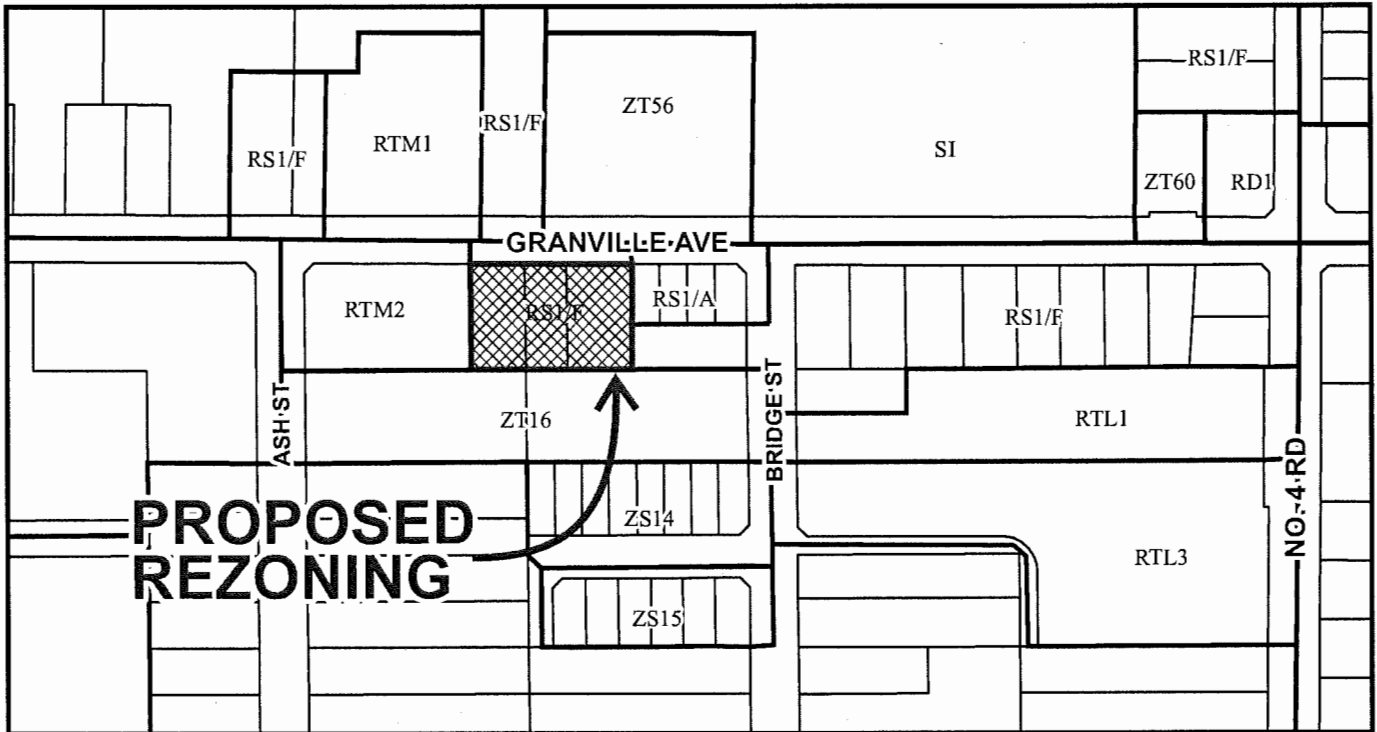 RS1/F
ZT56
RS1/F
RTM1
RS1/F
SI
ZT60
RD1
GRANVILLE AVE
RTM2
RS1/F
RS1/A
RS1/F
ASH ST
ZT16
BRIDGE ST
RTL1
NO. 4 RD
PROPOSED
REZONING
ZS14
RTL3
ZS15